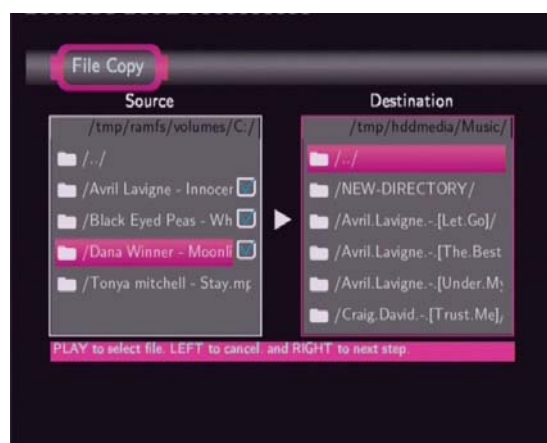 File Copy
Source
/tmp/ramfs/volumes/C:/
/../
/Avril Lavigne - Innocen
/Black Eyed Peas - Wh
/Dana Winner - Moonli
/Tonya mitchell - Stay.mp
Destination
/tmp/hddmedia/Music/
/../
/NEW-DIRECTORY/
/Avril.Lavigne.-.[Let.Go]/
/Avril.Lavigne.-.[The.Best
/Avril.Lavigne.-.[Under.My
/Craig.David.-.[Trust.Me]/
PLAY to select file. LEFT to cancel. and RIGHT to next step.